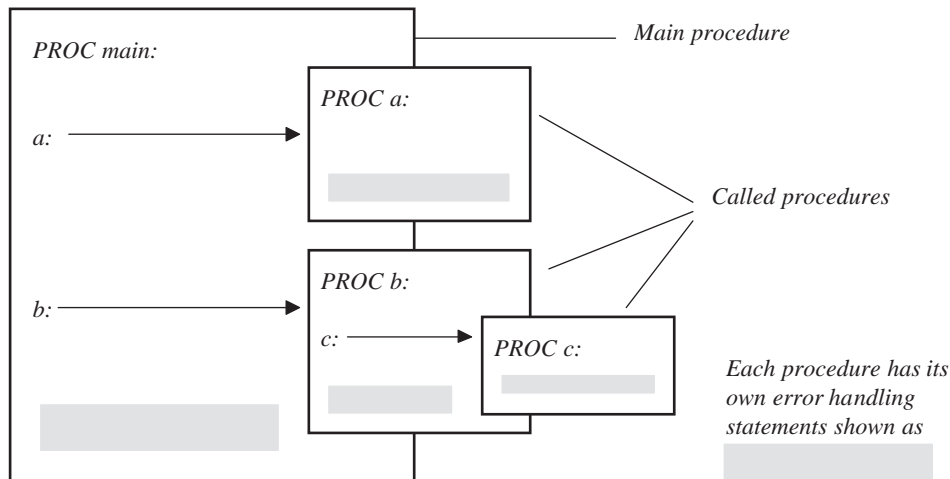 PROC main:
Main procedure
PROC a:
a:
Called procedures
PROC b:
b:
c:
PROC c:
Each procedure has its
own error handling
statements shown as